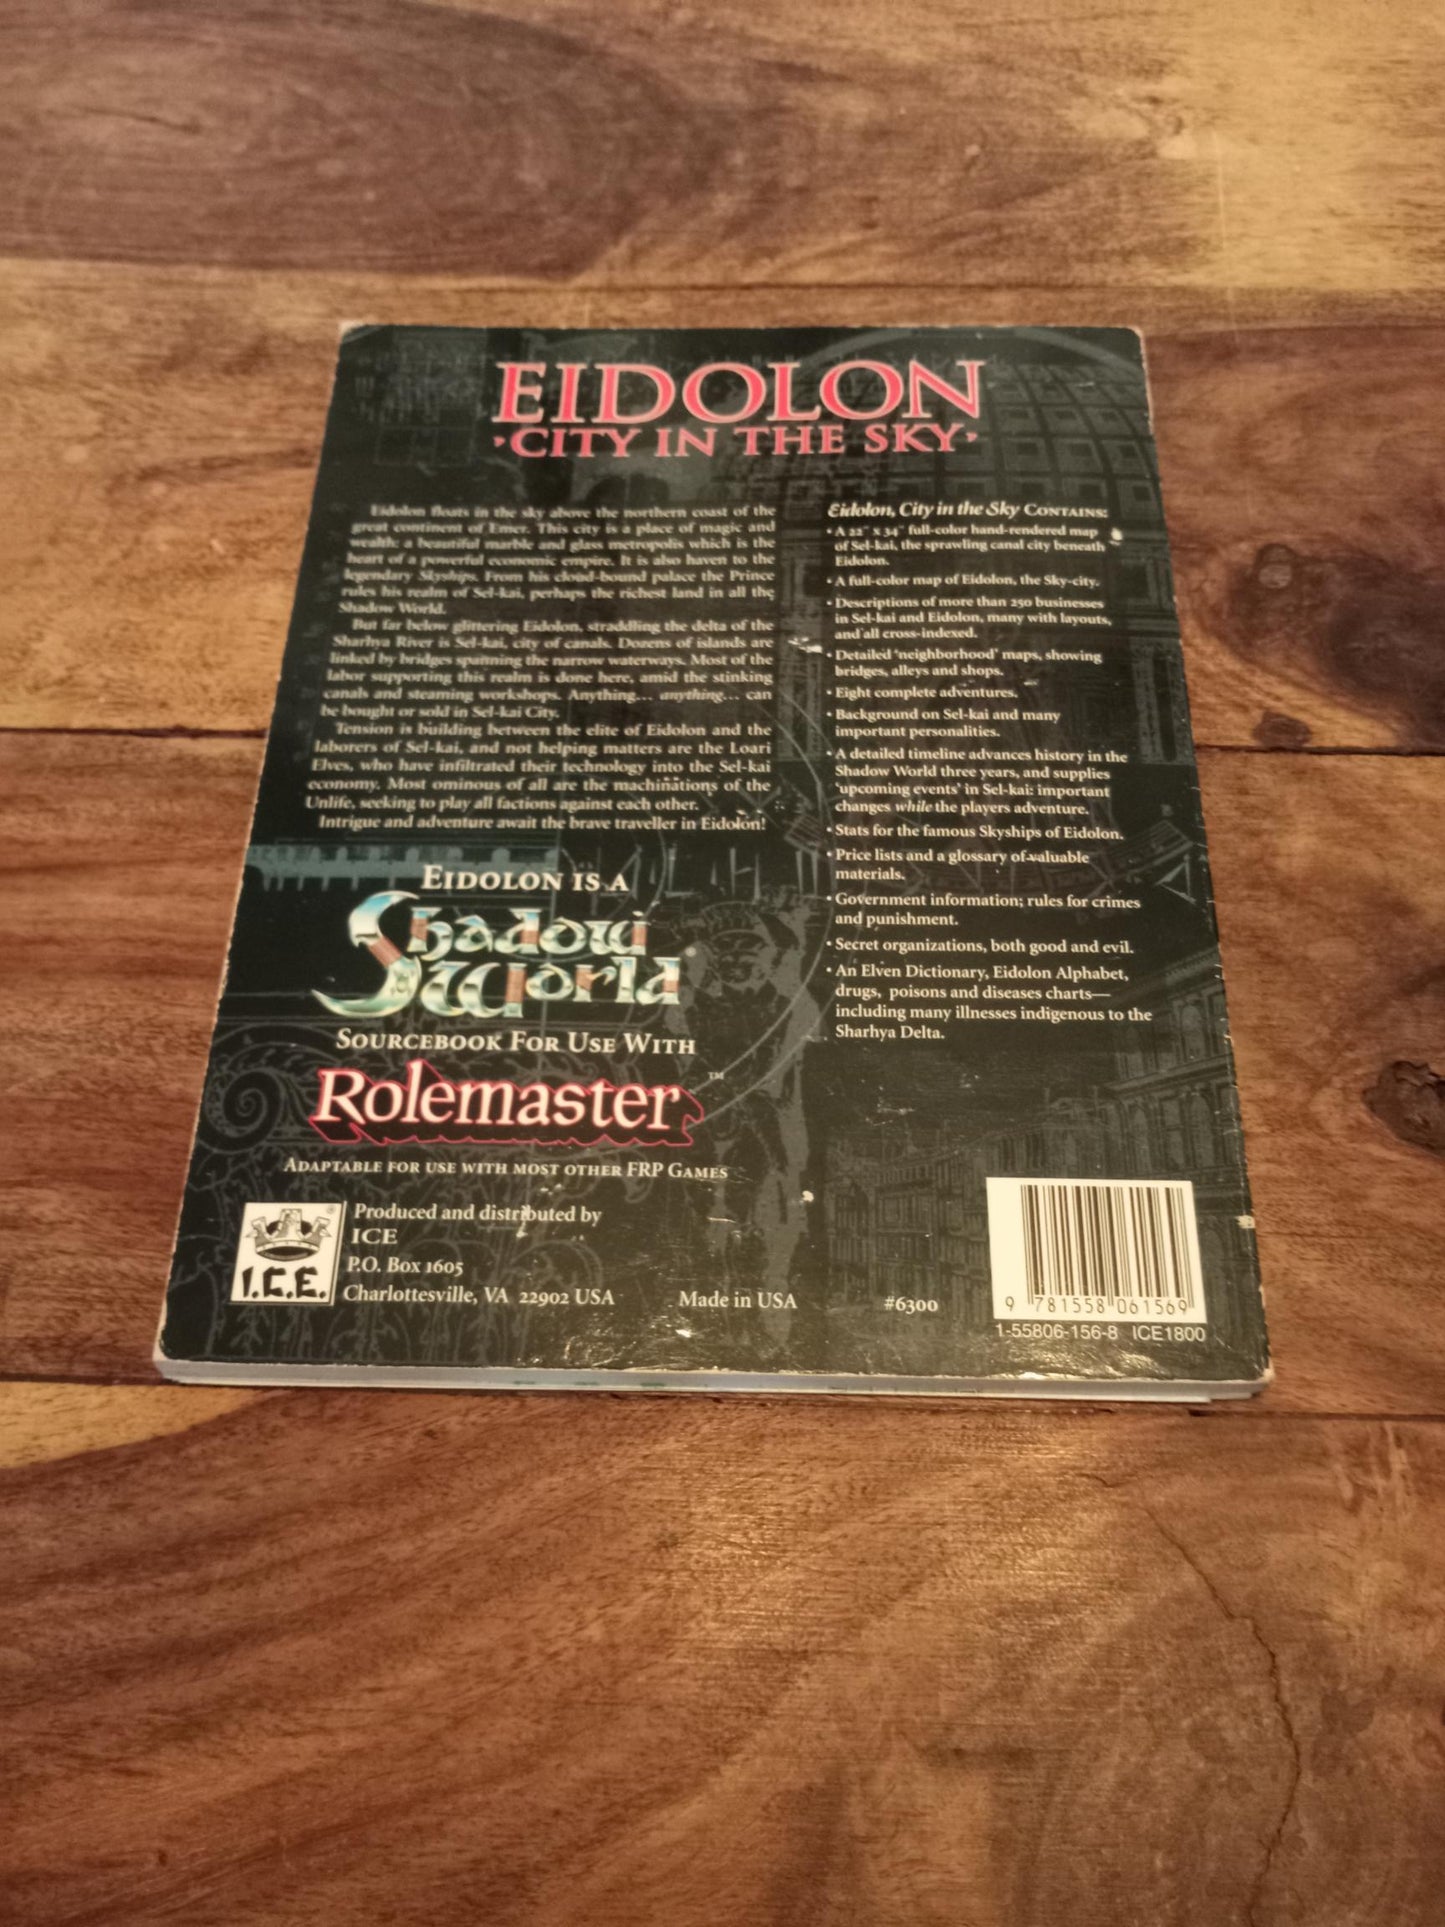 EIDOLON
CITY IN THE SKY
Eidolon floats in the sky above the northern coast of the
great continent of Emer. This city is a place of magic and
wealth: a beautiful marble and glass metropolis which is the
heart of a powerful economic empire. It is also haven to the
legendary Skyships. From his cloud-bound palace the Prince
rules his realm of Sel-kai, perhaps the richest land in all the
Shadow World.
But far below glittering Eidolon, straddling the delta of the
Sharhya River is Sel-kai, city of canals. Dozens of islands are
linked by bridges spanning the narrow waterways. Most of the
labor supporting this realm is done here, amid the stinking
canals and steaming workshops. Anything... anything... can
be bought or sold in Sel-kai City.
Tension is building between the elite of Eidolon and the
laborers of Sel-kai, and not helping matters are the Loari
Elves, who have infiltrated their technology into the Sel-kai
economy. Most ominous of all are the machinations of the
Unlife, seeking to play all factions against each other.
Intrigue and adventure await the brave traveller in Eidolon!
EIDOLON IS A
Shadow
World®
SOURCEBOOK FOR USE WITH
Rolemaster™
ADAPTABLE FOR USE WITH MOST OTHER FRP GAMES
I.C.E.®
Produced and distributed by
ICE
P.O. Box 1605
Charlottesville, VA 22902 USA
Made in USA
#6300
Eidolon, City in the Sky CONTAINS:
• A 22" x 34" full-color hand-rendered map
of Sel-kai, the sprawling canal city beneath
Eidolon.
• A full-color map of Eidolon, the Sky-city.
• Descriptions of more than 250 businesses
in Sel-kai and Eidolon, many with layouts,
and all cross-indexed.
• Detailed 'neighborhood' maps, showing
bridges, alleys and shops.
• Eight complete adventures.
• Background on Sel-kai and many
important personalities.
• A detailed timeline advances history in the
Shadow World three years, and supplies
'upcoming events' in Sel-kai: important
changes while the players adventure.
• Stats for the famous Skyships of Eidolon.
• Price lists and a glossary of valuable
materials.
• Government information; rules for crimes
and punishment.
• Secret organizations, both good and evil.
• An Elven Dictionary, Eidolon Alphabet,
drugs, poisons and diseases charts—
including many illnesses indigenous to the
Sharhya Delta.
9 781558 061569
1-55806-156-8 ICE1800